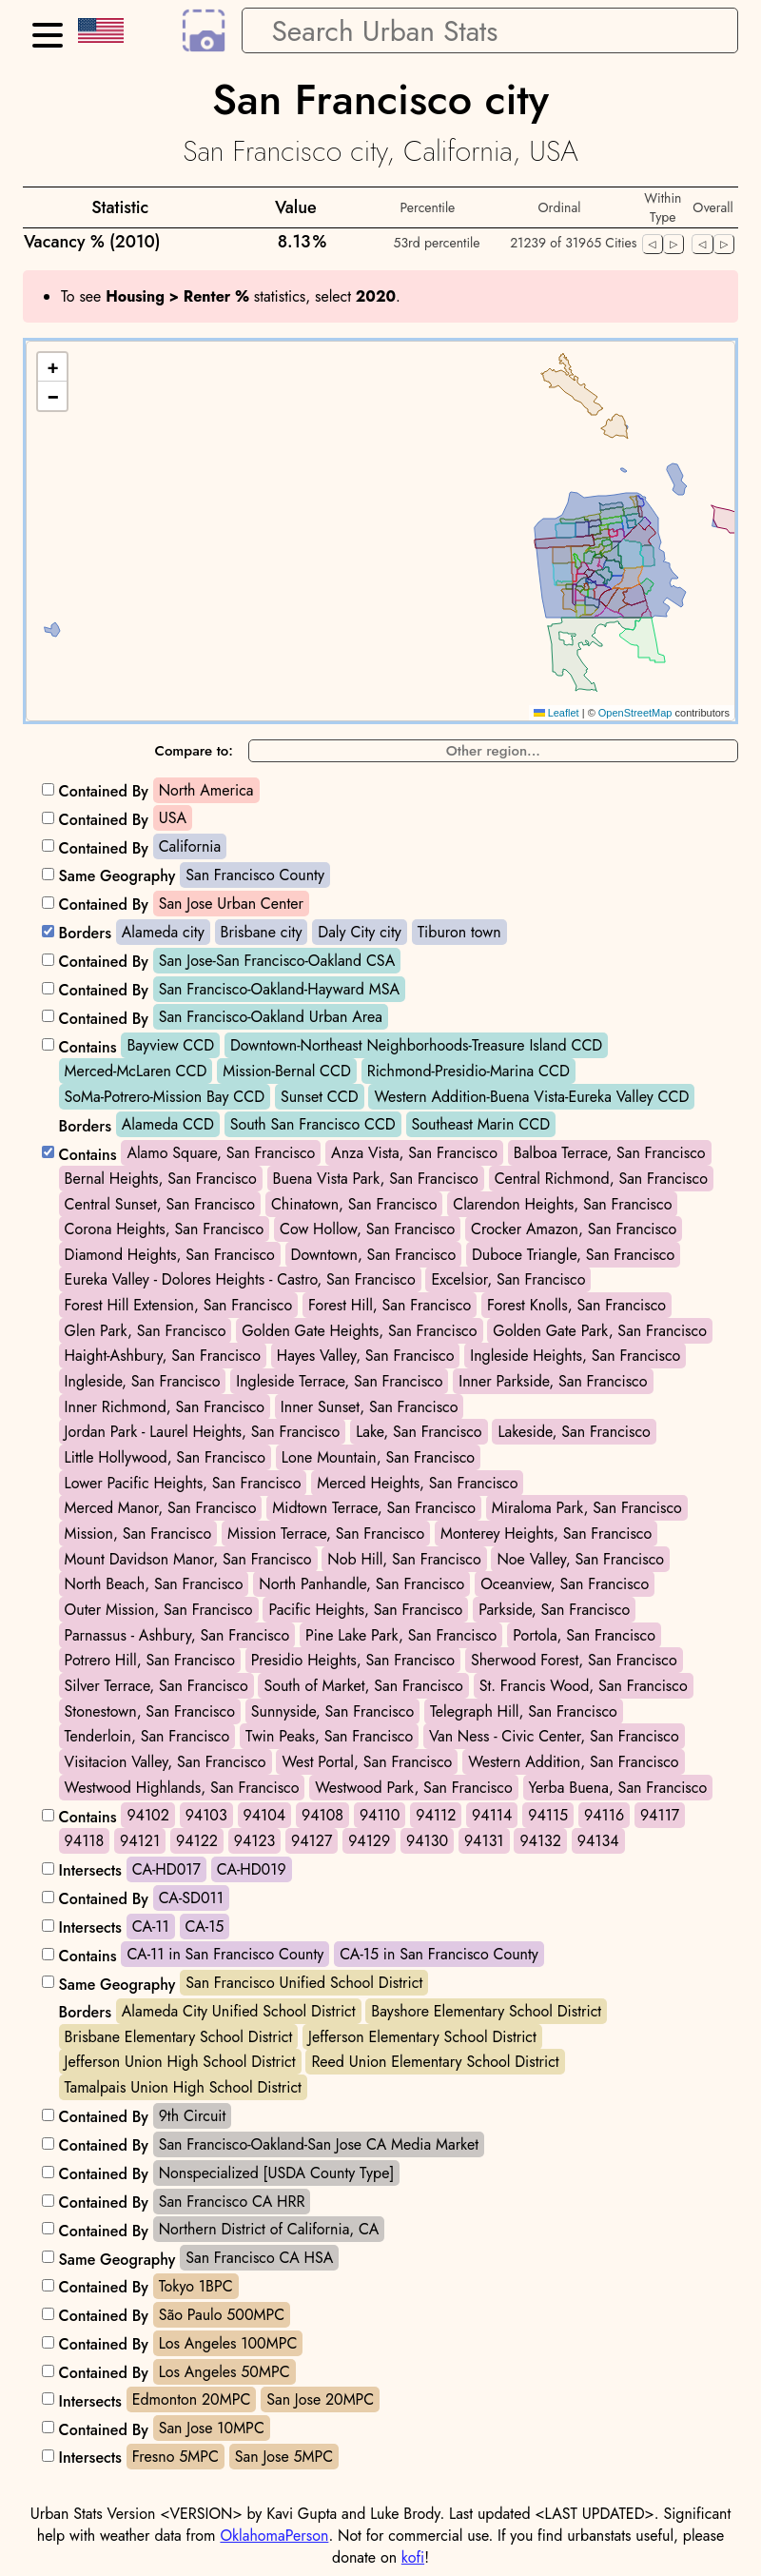 Search Urban Stats
San Francisco city
San Francisco city, California, USA
Statistic Value Percentile Ordinal Within Type Overall
Vacancy % (2010) 8.13% 53rd percentile 21239 of 31965 Cities
To see Housing > Renter % statistics, select 2020.
+
−
Leaflet | © OpenStreetMap contributors
Compare to: Other region...
Contained By North America
Contained By USA
Contained By California
Same Geography San Francisco County
Contained By San Jose Urban Center
Borders Alameda city Brisbane city Daly City city Tiburon town
Contained By San Jose-San Francisco-Oakland CSA
Contained By San Francisco-Oakland-Hayward MSA
Contained By San Francisco-Oakland Urban Area
Contains Bayview CCD Downtown-Northeast Neighborhoods-Treasure Island CCD
Merced-McLaren CCD Mission-Bernal CCD Richmond-Presidio-Marina CCD
SoMa-Potrero-Mission Bay CCD Sunset CCD Western Addition-Buena Vista-Eureka Valley CCD
Borders Alameda CCD South San Francisco CCD Southeast Marin CCD
Contains Alamo Square, San Francisco Anza Vista, San Francisco Balboa Terrace, San Francisco
Bernal Heights, San Francisco Buena Vista Park, San Francisco Central Richmond, San Francisco
Central Sunset, San Francisco Chinatown, San Francisco Clarendon Heights, San Francisco
Corona Heights, San Francisco Cow Hollow, San Francisco Crocker Amazon, San Francisco
Diamond Heights, San Francisco Downtown, San Francisco Duboce Triangle, San Francisco
Eureka Valley - Dolores Heights - Castro, San Francisco Excelsior, San Francisco
Forest Hill Extension, San Francisco Forest Hill, San Francisco Forest Knolls, San Francisco
Glen Park, San Francisco Golden Gate Heights, San Francisco Golden Gate Park, San Francisco
Haight-Ashbury, San Francisco Hayes Valley, San Francisco Ingleside Heights, San Francisco
Ingleside, San Francisco Ingleside Terrace, San Francisco Inner Parkside, San Francisco
Inner Richmond, San Francisco Inner Sunset, San Francisco
Jordan Park - Laurel Heights, San Francisco Lake, San Francisco Lakeside, San Francisco
Little Hollywood, San Francisco Lone Mountain, San Francisco
Lower Pacific Heights, San Francisco Merced Heights, San Francisco
Merced Manor, San Francisco Midtown Terrace, San Francisco Miraloma Park, San Francisco
Mission, San Francisco Mission Terrace, San Francisco Monterey Heights, San Francisco
Mount Davidson Manor, San Francisco Nob Hill, San Francisco Noe Valley, San Francisco
North Beach, San Francisco North Panhandle, San Francisco Oceanview, San Francisco
Outer Mission, San Francisco Pacific Heights, San Francisco Parkside, San Francisco
Parnassus - Ashbury, San Francisco Pine Lake Park, San Francisco Portola, San Francisco
Potrero Hill, San Francisco Presidio Heights, San Francisco Sherwood Forest, San Francisco
Silver Terrace, San Francisco South of Market, San Francisco St. Francis Wood, San Francisco
Stonestown, San Francisco Sunnyside, San Francisco Telegraph Hill, San Francisco
Tenderloin, San Francisco Twin Peaks, San Francisco Van Ness - Civic Center, San Francisco
Visitacion Valley, San Francisco West Portal, San Francisco Western Addition, San Francisco
Westwood Highlands, San Francisco Westwood Park, San Francisco Yerba Buena, San Francisco
Contains 94102 94103 94104 94108 94110 94112 94114 94115 94116 94117
94118 94121 94122 94123 94127 94129 94130 94131 94132 94134
Intersects CA-HD017 CA-HD019
Contained By CA-SD011
Intersects CA-11 CA-15
Contains CA-11 in San Francisco County CA-15 in San Francisco County
Same Geography San Francisco Unified School District
Borders Alameda City Unified School District Bayshore Elementary School District
Brisbane Elementary School District Jefferson Elementary School District
Jefferson Union High School District Reed Union Elementary School District
Tamalpais Union High School District
Contained By 9th Circuit
Contained By San Francisco-Oakland-San Jose CA Media Market
Contained By Nonspecialized [USDA County Type]
Contained By San Francisco CA HRR
Contained By Northern District of California, CA
Same Geography San Francisco CA HSA
Contained By Tokyo 1BPC
Contained By São Paulo 500MPC
Contained By Los Angeles 100MPC
Contained By Los Angeles 50MPC
Intersects Edmonton 20MPC San Jose 20MPC
Contained By San Jose 10MPC
Intersects Fresno 5MPC San Jose 5MPC
Urban Stats Version <VERSION> by Kavi Gupta and Luke Brody. Last updated <LAST UPDATED>. Significant
help with weather data from OklahomaPerson. Not for commercial use. If you find urbanstats useful, please
donate on kofi!